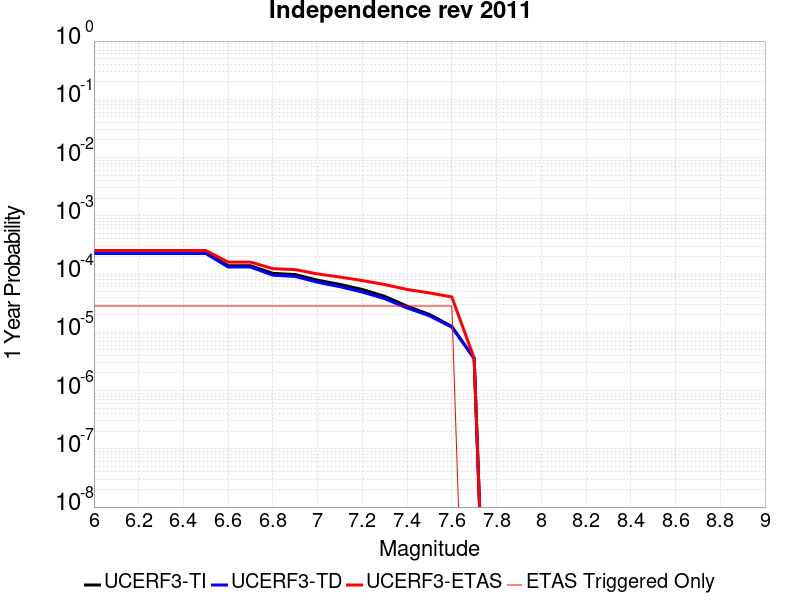 Independence rev 2011
10^0
10^-1
10^-2
10^-3
10^-4
10^-5
10^-6
10^-7
10^-8
1 Year Probability
6 6.2 6.4 6.6 6.8 7 7.2 7.4 7.6 7.8 8 8.2 8.4 8.6 8.8 9
Magnitude
UCERF3-TI UCERF3-TD UCERF3-ETAS ETAS Triggered Only